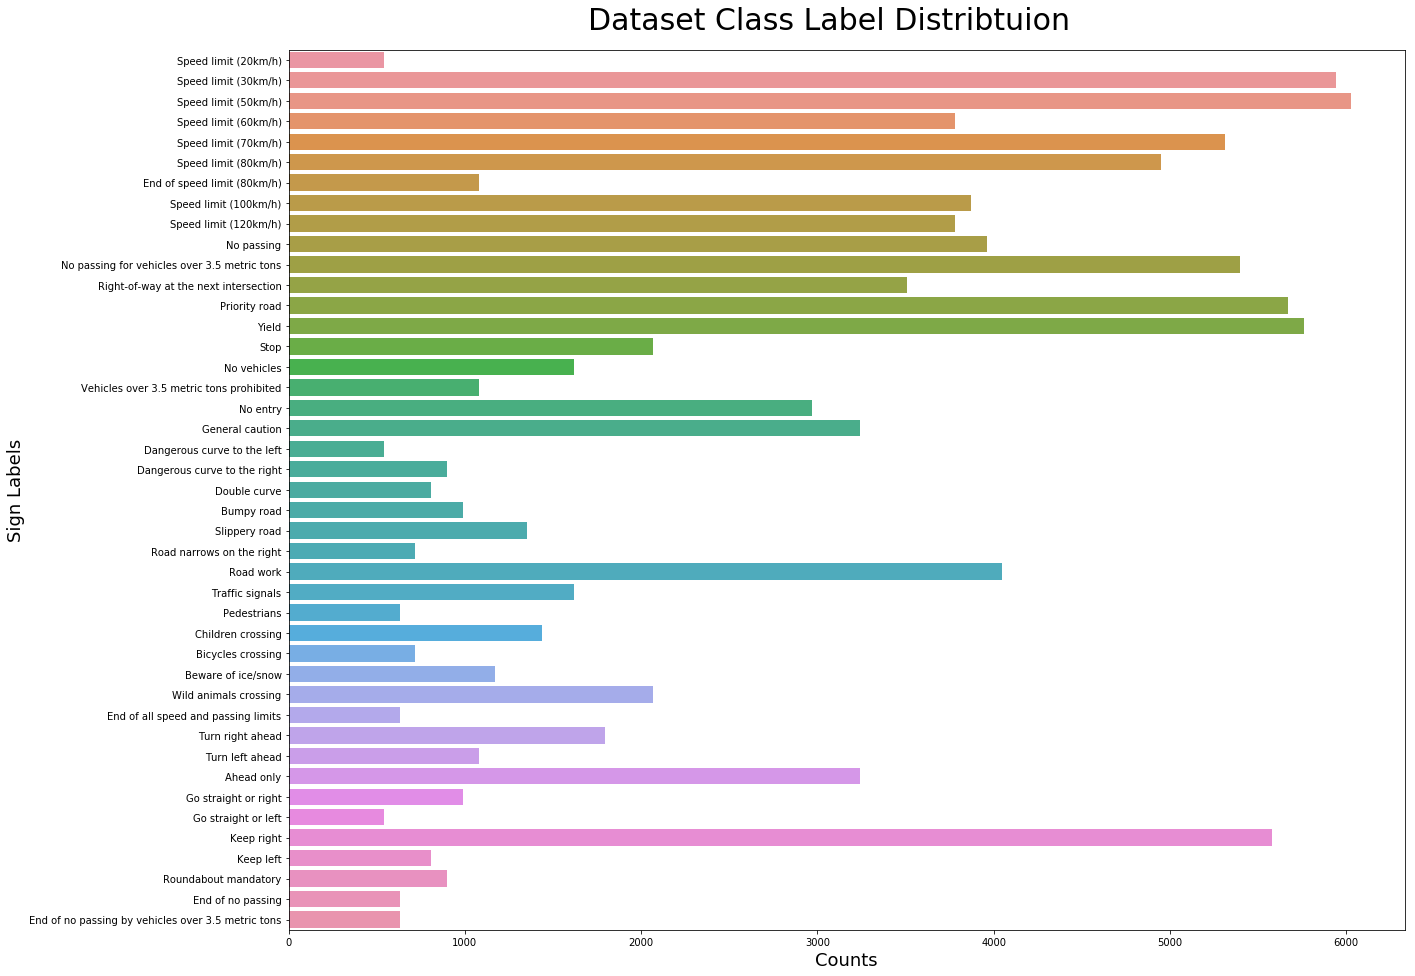 Dataset Class Label Distribtuion
Sign Labels
Speed limit (20km/h)
Speed limit (30km/h)
Speed limit (50km/h)
Speed limit (60km/h)
Speed limit (70km/h)
Speed limit (80km/h)
End of speed limit (80km/h)
Speed limit (100km/h)
Speed limit (120km/h)
No passing
No passing for vehicles over 3.5 metric tons
Right-of-way at the next intersection
Priority road
Yield
Stop
No vehicles
Vehicles over 3.5 metric tons prohibited
No entry
General caution
Dangerous curve to the left
Dangerous curve to the right
Double curve
Bumpy road
Slippery road
Road narrows on the right
Road work
Traffic signals
Pedestrians
Children crossing
Bicycles crossing
Beware of ice/snow
Wild animals crossing
End of all speed and passing limits
Turn right ahead
Turn left ahead
Ahead only
Go straight or right
Go straight or left
Keep right
Keep left
Roundabout mandatory
End of no passing
End of no passing by vehicles over 3.5 metric tons
0 1000 2000 3000 4000 5000 6000
Counts